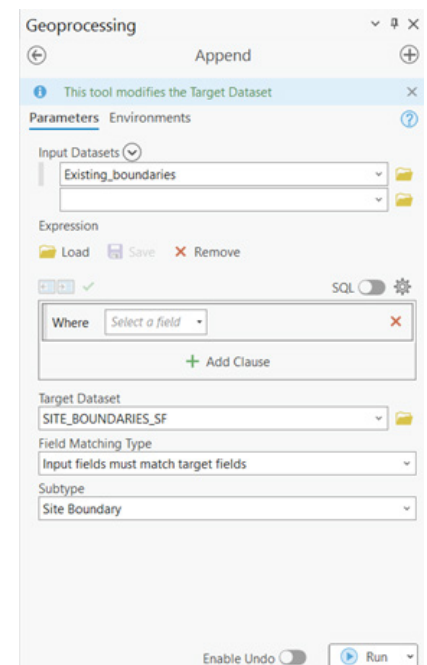 Geoprocessing
Append
This tool modifies the Target Dataset
Parameters Environments
Input Datasets
Existing_boundaries
Expression
Load Save Remove
SQL
Where Select a field
Add Clause
Target Dataset
SITE_BOUNDARIES_SF
Field Matching Type
Input fields must match target fields
Subtype
Site Boundary
Enable Undo Run